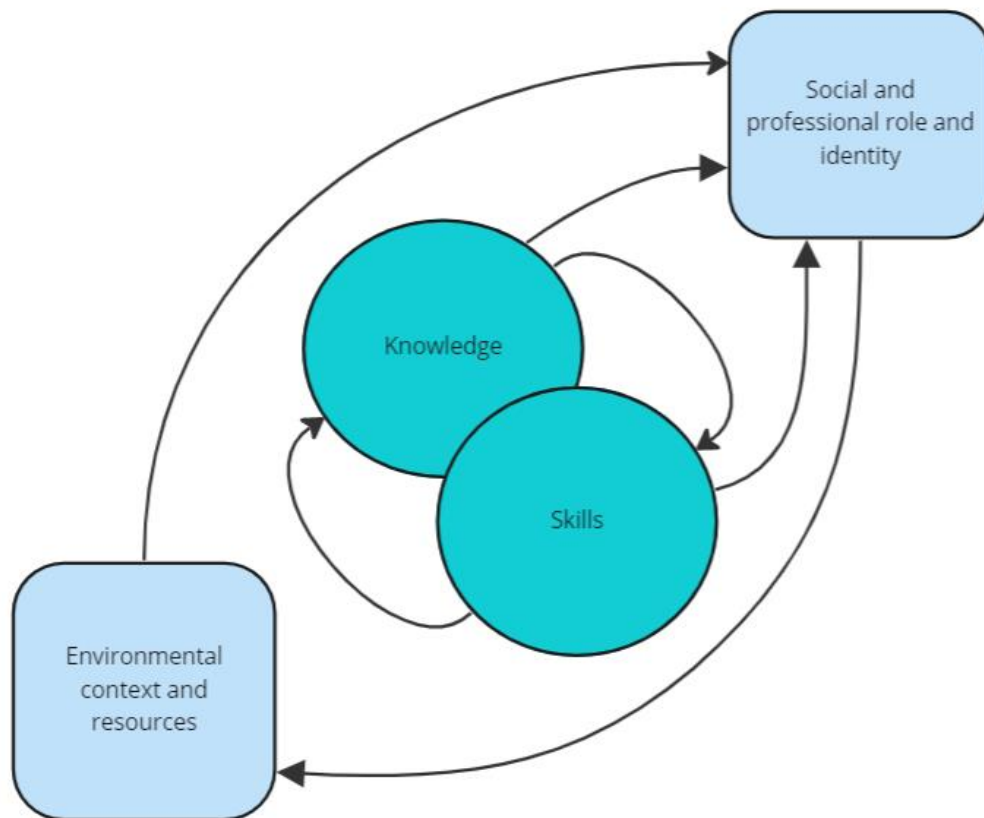 Social and
professional role and
identity
Knowledge
Skills
Environmental
context and
resources